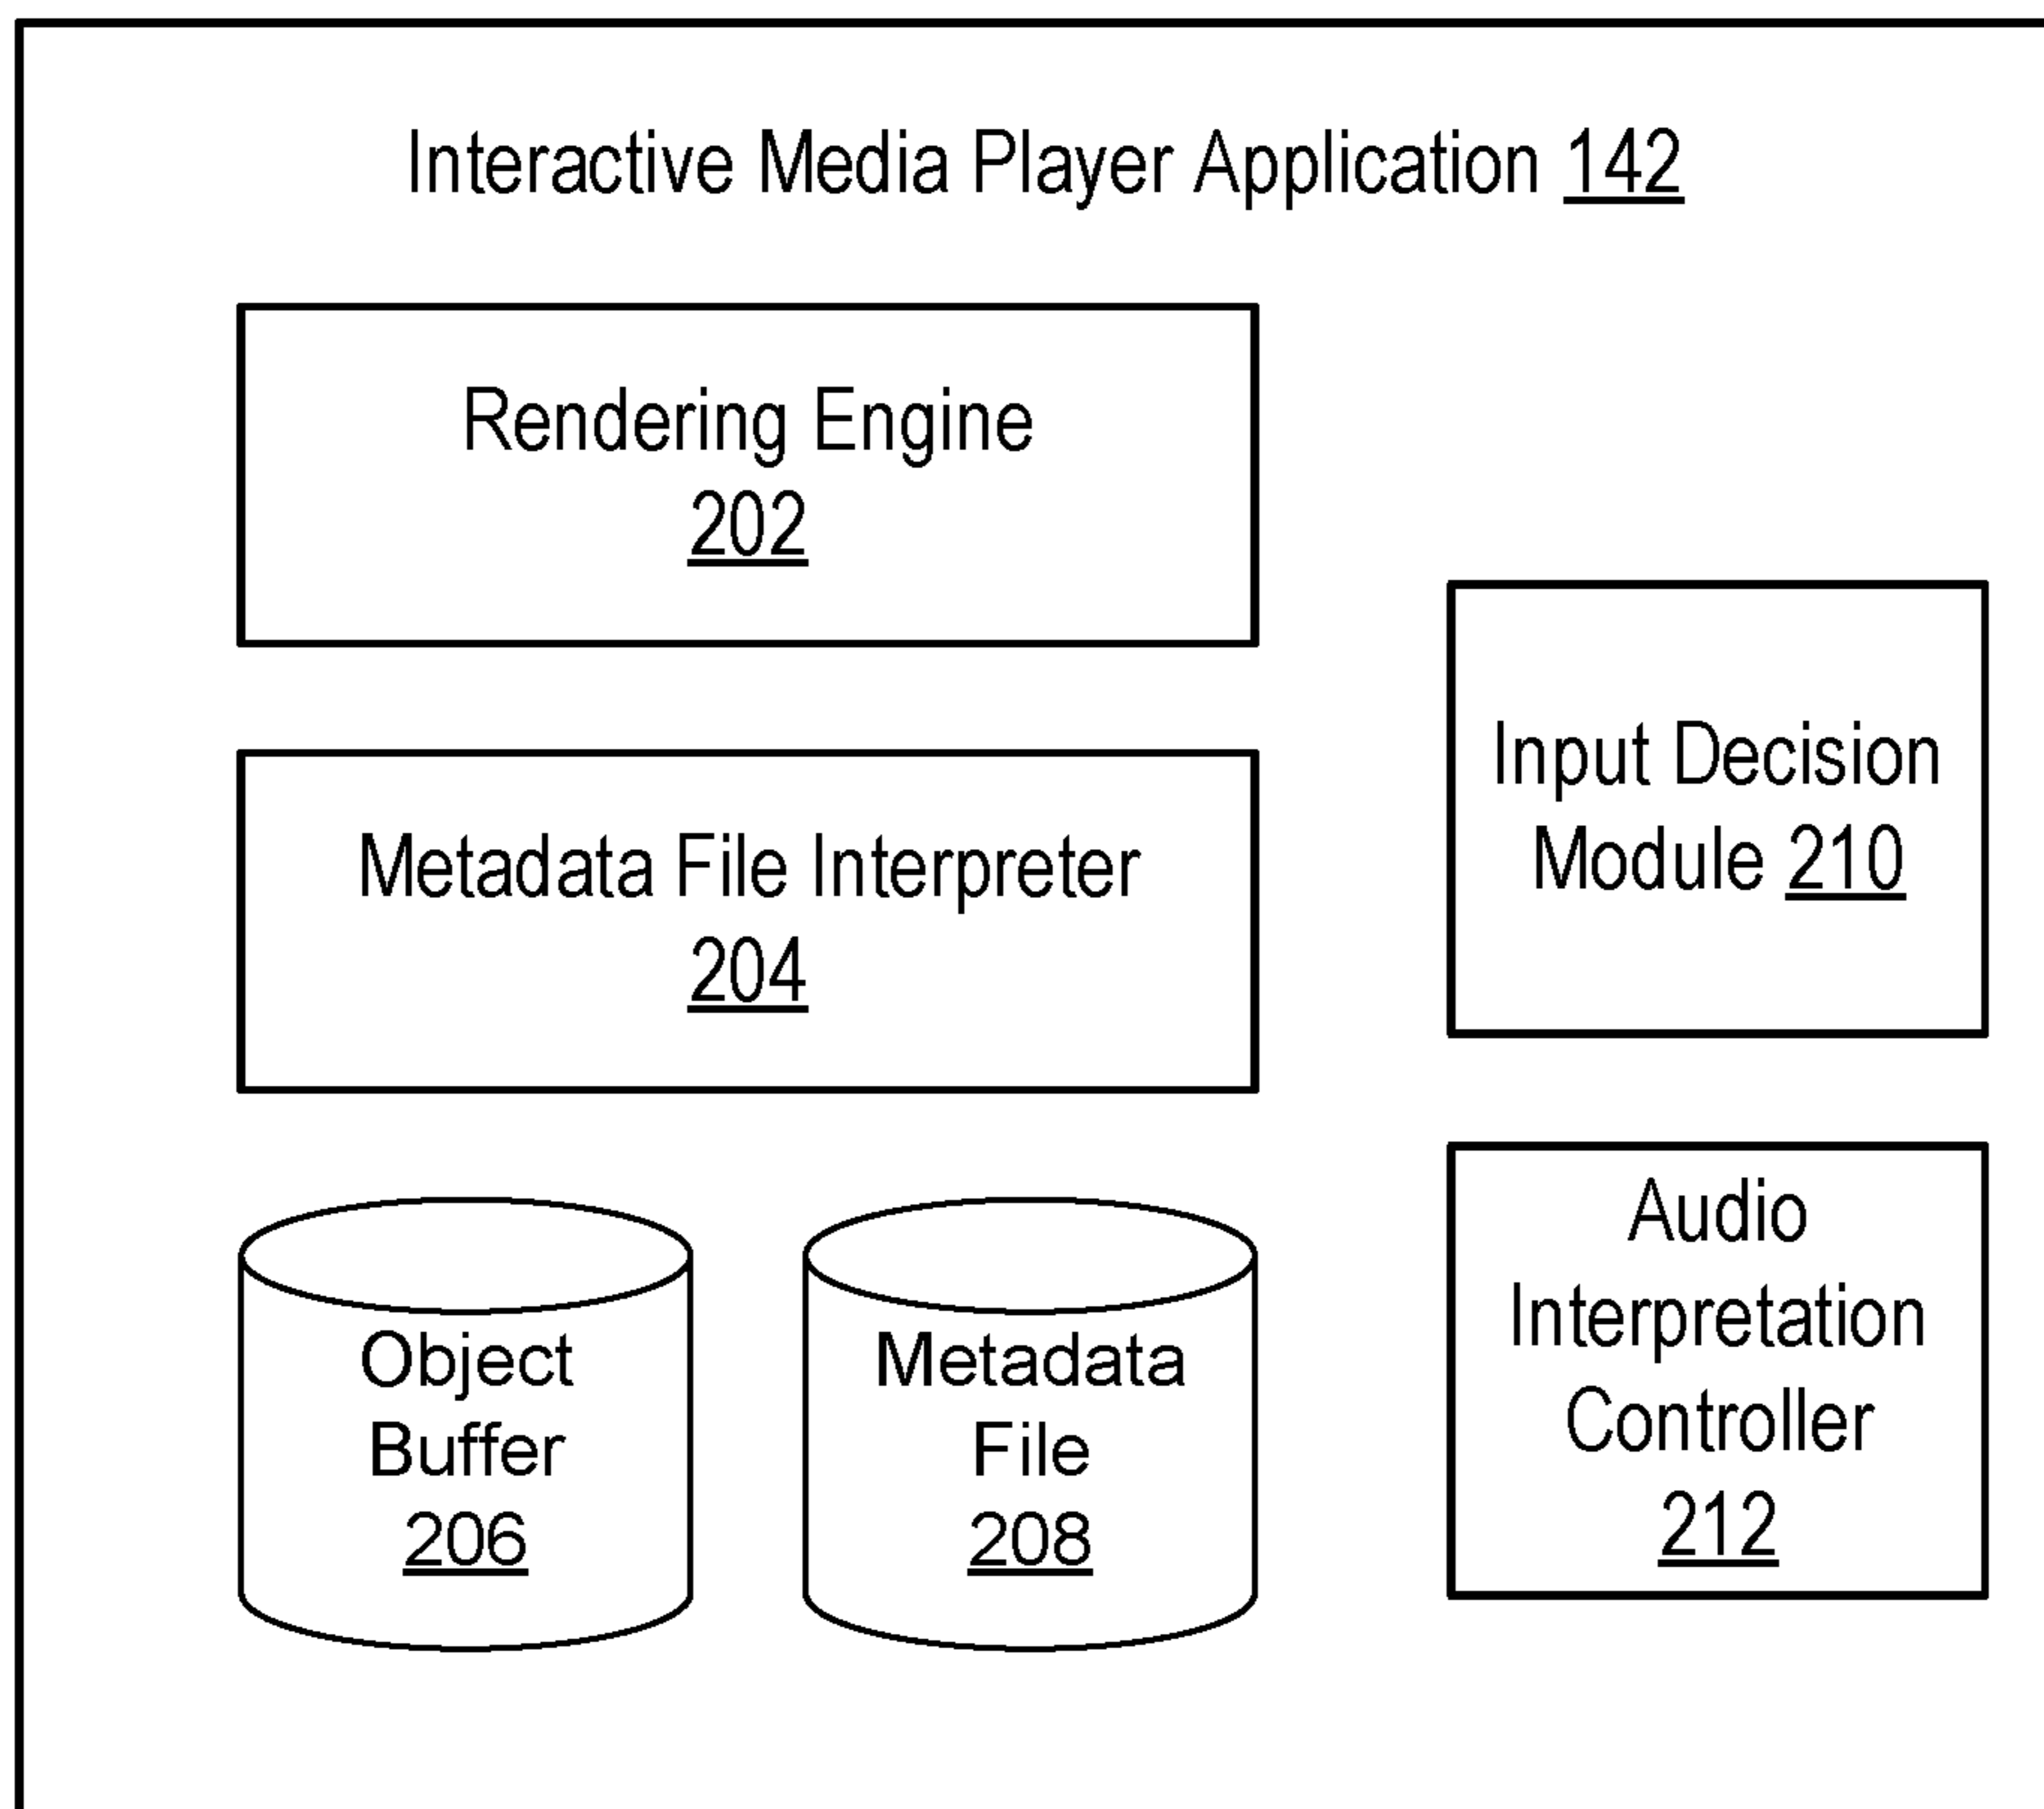 Interactive Media Player Application 142
Rendering Engine
202
Metadata File Interpreter
204
Object
Buffer
206
Metadata
File
208
Input Decision
Module 210
Audio
Interpretation
Controller
212